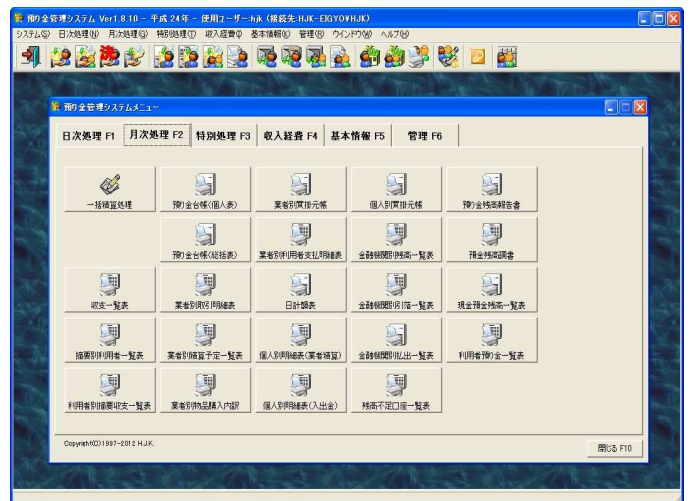 預り金管理システム Ver1.8.10 - 平成 24年 - 使用ユーザー:hjk (接続先:HJK-EIGYO¥HJK)
システム(S) 日次処理(N) 月次処理(G) 特別処理(T) 収入経費(I) 基本情報(K) 管理(R) ウインドウ(W) ヘルプ(H)
預り金管理システムメニュー
日次処理 F1 月次処理 F2 特別処理 F3 収入経費 F4 基本情報 F5 管理 F6
一括積算処理 預り金台帳(個人表) 業者別買掛元帳 個人別買掛元帳 預り金残高報告書
預り金台帳(総括表) 業者別利用者支払明細表 金融機関別残高一覧表 預金残高調書
収支一覧表 業者別取引明細表 日計額表 金融機関別引落一覧表 現金預金残高一覧表
摘要別利用者一覧表 業者別積算予定一覧表 個人別明細表(業者積算) 金融機関別払出一覧表 利用者預り金一覧表
利用者別摘要収支一覧表 業者別物品購入内訳 個人別明細表(入出金) 残高不足口座一覧表
Copyright(C)1997-2012 H.J.K.
閉じる F10